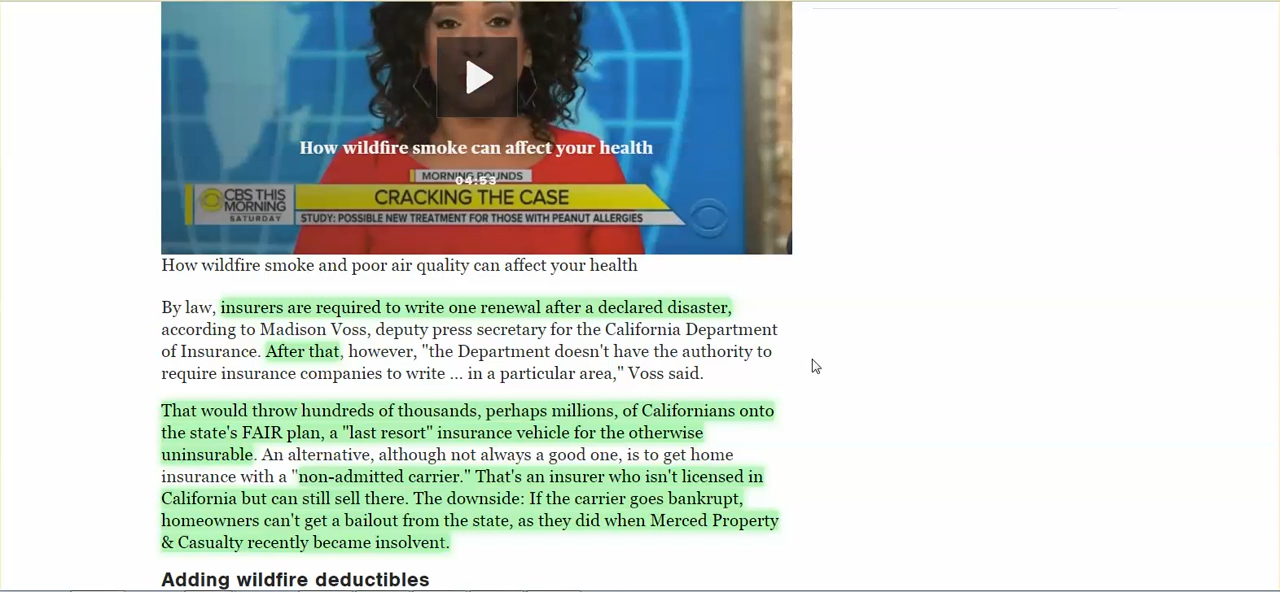 How wildfire smoke can affect your health
MORNING ROUNDS
04:53
CBS THIS
MORNING
SATURDAY
CRACKING THE CASE
STUDY: POSSIBLE NEW TREATMENT FOR THOSE WITH PEANUT ALLERGIES
How wildfire smoke and poor air quality can affect your health
By law, insurers are required to write one renewal after a declared disaster,
according to Madison Voss, deputy press secretary for the California Department
of Insurance. After that, however, "the Department doesn't have the authority to
require insurance companies to write ... in a particular area," Voss said.
That would throw hundreds of thousands, perhaps millions, of Californians onto
the state's FAIR plan, a "last resort" insurance vehicle for the otherwise
uninsurable. An alternative, although not always a good one, is to get home
insurance with a "non-admitted carrier." That's an insurer who isn't licensed in
California but can still sell there. The downside: If the carrier goes bankrupt,
homeowners can't get a bailout from the state, as they did when Merced Property
& Casualty recently became insolvent.
Adding wildfire deductibles